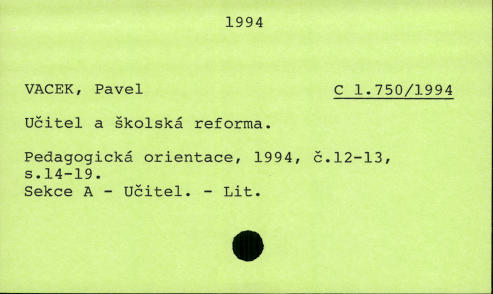 1994
VACEK, Pavel C 1.750/1994
Učitel a školská reforma.
Pedagogická orientace, 1994, č.12-13,
s.14-19.
Sekce A - Učitel. - Lit.